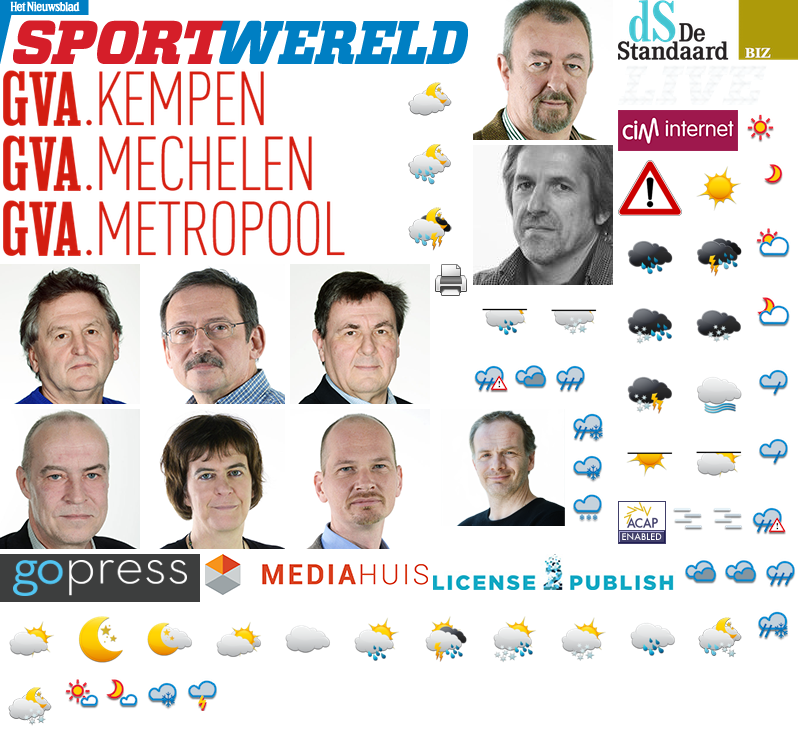 Het Nieuwsblad
SPORTWERELD
dS De
Standaard
BIZ
LIVE
GVA.KEMPEN
GVA.MECHELEN
GVA.METROPOOL
CiM internet
ACAP
ENABLED
gopress
MEDIAHUIS
LICENSE 2 PUBLISH